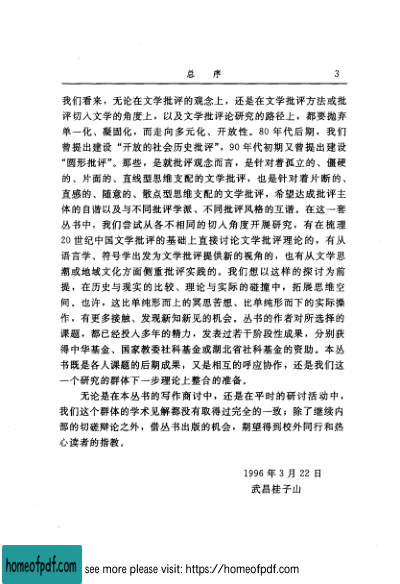 总 序 3
我们看来，无论在文学批评的观念上，还是在文学批评方法或批
评切入文学的角度上，以及文学批评论研究的路径上，都要抛弃
单一化、凝固化，而走向多元化、开放性。80 年代后期，我们
曾提出建设“开放的社会历史批评”，90 年代初期又曾提出建设
“圆形批评”。那些，是就批评观念而言，是针对着孤立的、僵硬
的、片面的、直线型思维支配的文学批评，也是针对着片断的、
直感的、随意的、散点型思维支配的文学批评，希望达成批评主
体的自谐以及与不同批评学派、不同批评风格的互谐。在这一套
丛书中，我们尝试从各不相同的切入角度开展研究，有在梳理
20 世纪中国文学批评的基础上直接讨论文学批评理论的，有从
语言学、符号学出发为文学批评提供新的视角的，也有从文学思
潮或地域文化方面侧重批评实践的。我们想以这样的探讨为前
提，在历史与现实的比较、理论与实际的碰撞中，拓展思维空
间。也许，这比单纯形而上的冥思苦想、比单纯形而下的实际操
作，有更多接触、发现新知新见的机会。丛书的作者对所选择的
课题，都已经投入多年的精力，发表过若干阶段性成果，分别获
得中华基金、国家教委社科基金或湖北省社科基金的资助。本丛
书既是各人课题的后期成果，又是相互的呼应协作，还是我们这
一个研究的群体下一步理论上整合的准备。
无论是在本丛书的写作商讨中，还是在平时的研讨活动中，
我们这个群体的学术见解都没有取得过完全的一致；除了继续内
部的切磋辩论之外，借丛书出版的机会，期望得到校外同行和热
心读者的指教。
1996 年 3 月 22 日
武昌桂子山
homeofpdf.com
see more please visit: https://homeofpdf.com